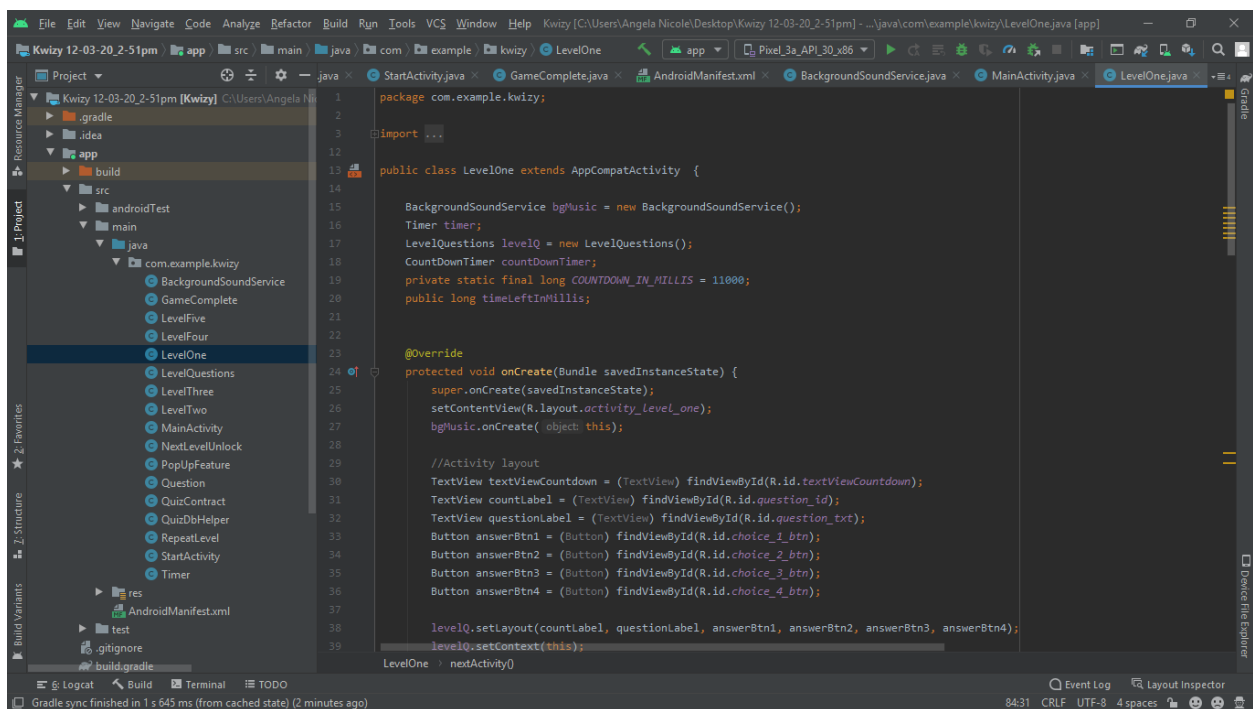 File Edit View Navigate Code Analyze Refactor Build Run Tools VCS Window Help Kwizy [C:\Users\Angela Nicole\Desktop\Kwizy 12-03-20_2-51pm] - ...\java\com\example\kwizy\LevelOne.java [app]
Kwizy 12-03-20_2-51pm app src main java com example kwizy LevelOne app Pixel_3a_API_30_x86
Project .java StartActivity.java GameComplete.java AndroidManifest.xml BackgroundSoundService.java MainActivity.java LevelOne.java
Resource Manager
1: Project
2: Favorites
7: Structure
Build Variants
Kwizy 12-03-20_2-51pm [Kwizy] C:\Users\Angela Ni
.gradle
.idea
app
build
src
androidTest
main
java
com.example.kwizy
BackgroundSoundService
GameComplete
LevelFive
LevelFour
LevelOne
LevelQuestions
LevelThree
LevelTwo
MainActivity
NextLevelUnlock
PopUpFeature
Question
QuizContract
QuizDbHelper
RepeatLevel
StartActivity
Timer
res
AndroidManifest.xml
test
.gitignore
build.gradle
1 package com.example.kwizy;
2
3 import ...
12
13 public class LevelOne extends AppCompatActivity {
14
15 BackgroundSoundService bgMusic = new BackgroundSoundService();
16 Timer timer;
17 LevelQuestions levelQ = new LevelQuestions();
18 CountDownTimer countDownTimer;
19 private static final long COUNTDOWN_IN_MILLIS = 11000;
20 public long timeLeftInMillis;
21
22
23 @Override
24 protected void onCreate(Bundle savedInstanceState) {
25 super.onCreate(savedInstanceState);
26 setContentView(R.layout.activity_level_one);
27 bgMusic.onCreate( object: this);
28
29 //Activity layout
30 TextView textViewCountdown = (TextView) findViewById(R.id.textViewCountdown);
31 TextView countLabel = (TextView) findViewById(R.id.question_id);
32 TextView questionLabel = (TextView) findViewById(R.id.question_txt);
33 Button answerBtn1 = (Button) findViewById(R.id.choice_1_btn);
34 Button answerBtn2 = (Button) findViewById(R.id.choice_2_btn);
35 Button answerBtn3 = (Button) findViewById(R.id.choice_3_btn);
36 Button answerBtn4 = (Button) findViewById(R.id.choice_4_btn);
37
38 levelQ.setLayout(countLabel, questionLabel, answerBtn1, answerBtn2, answerBtn3, answerBtn4);
39 levelQ.setContext(this);
LevelOne nextActivity()
Gradle
Device File Explorer
6: Logcat Build Terminal TODO Event Log Layout Inspector
Gradle sync finished in 1 s 645 ms (from cached state) (2 minutes ago) 84:31 CRLF UTF-8 4 spaces